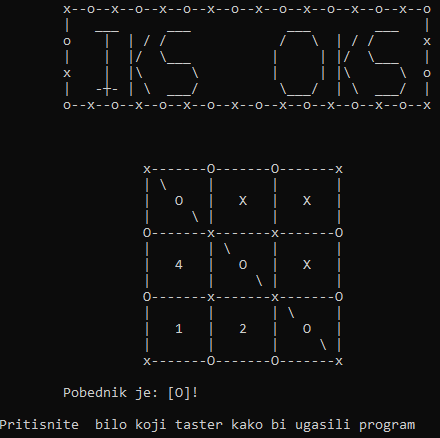 IKS OKS
O X X
4 O X
1 2 O
Pobednik je: [O]!
Pritisnite  bilo koji taster kako bi ugasili program